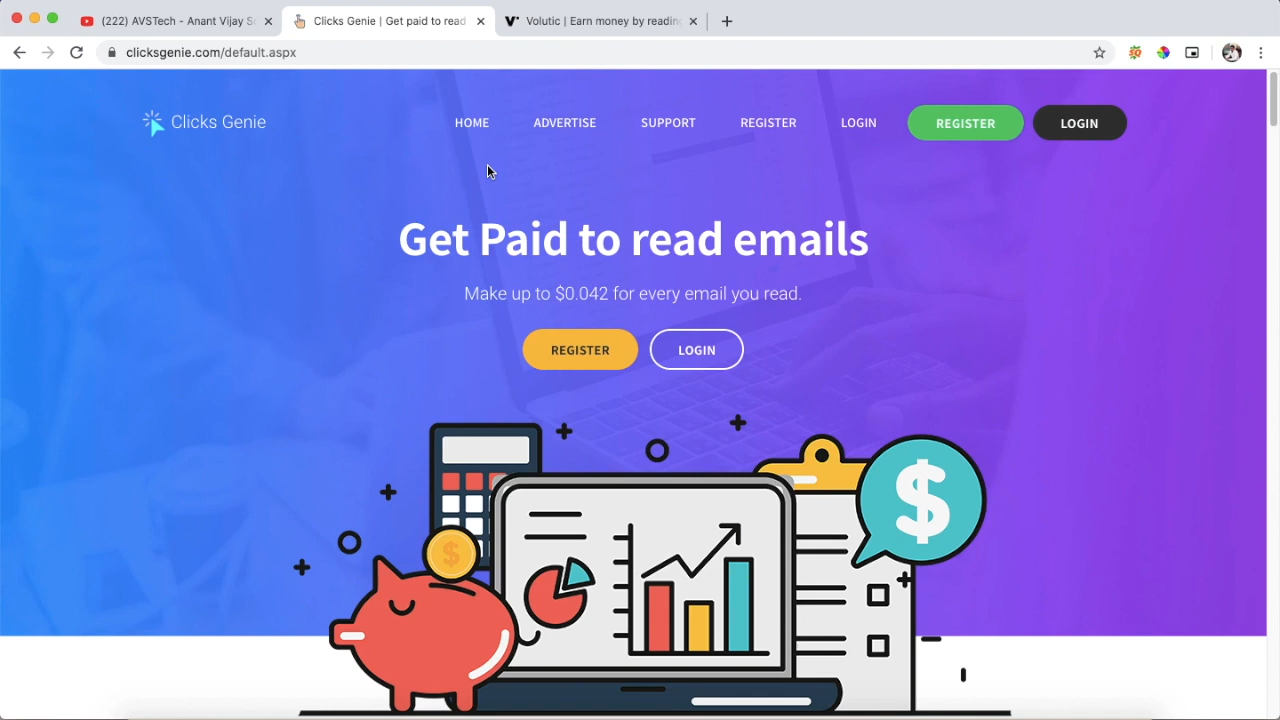 (222) AVSTech - Anant Vijay S
Clicks Genie | Get paid to read
Volutic | Earn money by reading
clicksgenie.com/default.aspx
Clicks Genie
HOME
ADVERTISE
SUPPORT
REGISTER
LOGIN
REGISTER
LOGIN
Get Paid to read emails
Make up to $0.042 for every email you read.
REGISTER
LOGIN
$
$